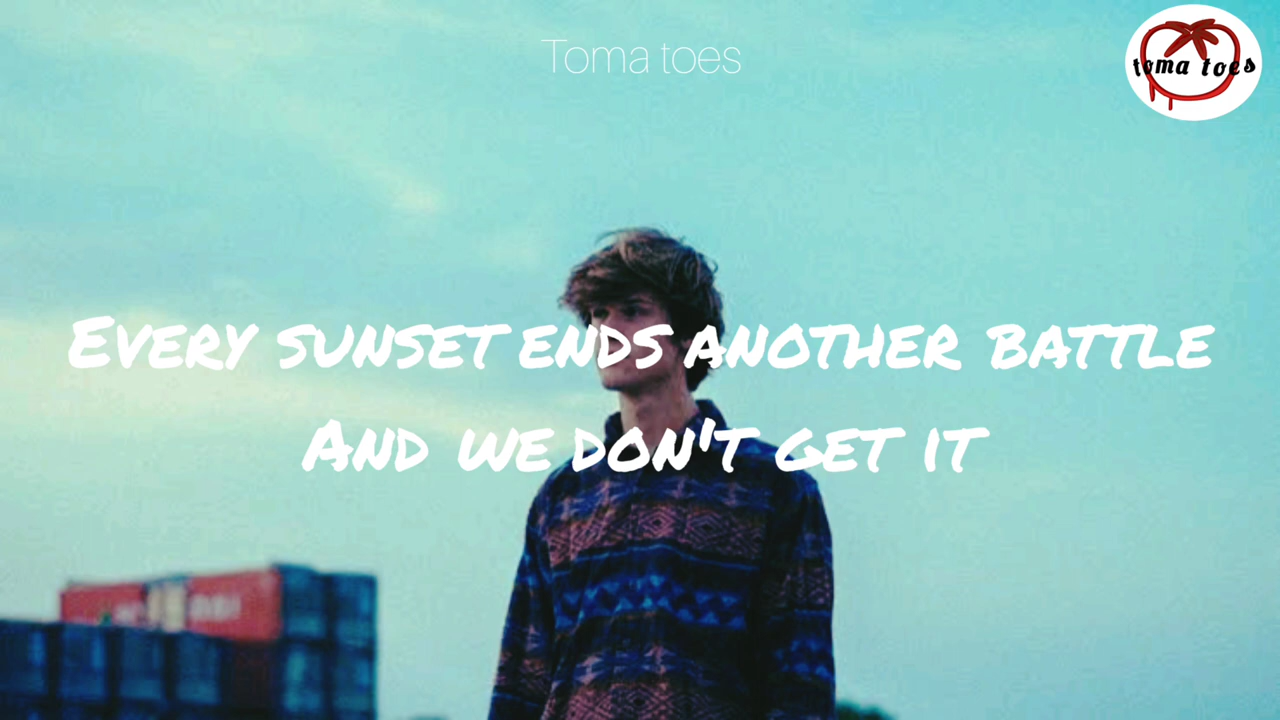 Toma toes
toma toes
Every sunset ends another battle
And we don't get it